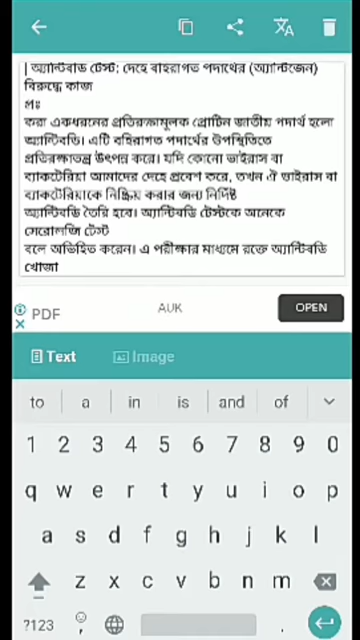 | অ্যান্টিবাড টেস্ট: দেহে বাহরাগত পদার্থের (অ্যান্টিজেন)
বিরুদ্ধে কাজ
প্রঃ
করা একধরনের প্রতিরক্ষামূলক প্রোটিন জাতীয় পদার্থ হলো
অ্যান্টিবডি। এটি বহিরাগত পদার্থের উপস্থিতিতে
প্রতিরক্ষাতন্ত্র উৎপন্ন করে। যদি কোনো ভাইরাস বা
ব্যাকটেরিয়া আমাদের দেহে প্রবেশ করে, তখন ঐ ভাইরাস বা
ব্যাকটেরিয়াকে নিষ্ক্রিয় করার জন্য নির্দিষ্ট
অ্যান্টিবডি তৈরি হবে। অ্যান্টিবডি টেস্টকে অনেকে
সেরোলজি টেস্ট
বলে অভিহিত করেন। এ পরীক্ষার মাধ্যমে রক্তে অ্যান্টিবডি
খোঁজা
PDF AUK OPEN
Text Image
to a in is and of
1 2 3 4 5 6 7 8 9 0
q w e r t y u i o p
a s d f g h j k l
z x c v b n m
?123 , .